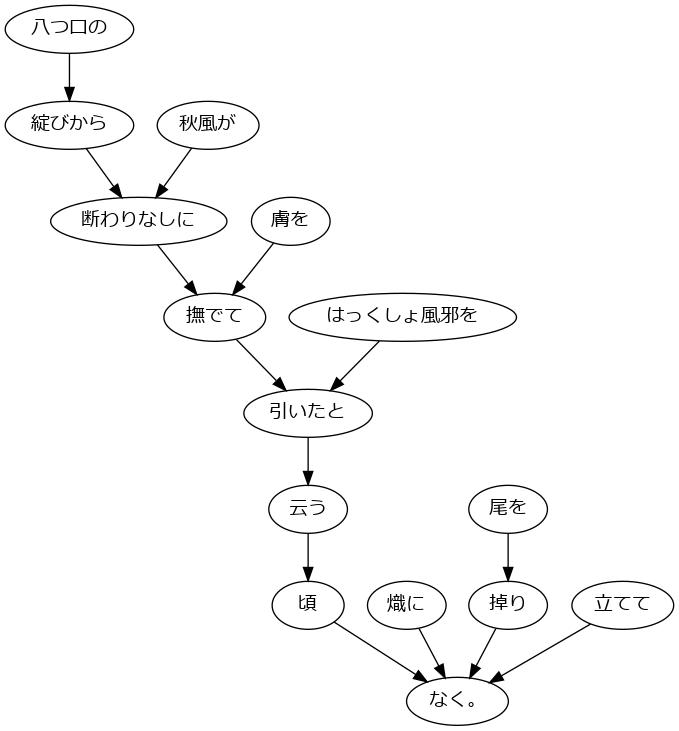 八つ口の
綻びから
秋風が
断わりなしに
膚を
撫でて
はっくしょ風邪を
引いたと
云う
尾を
頃
熾に
掉り
立てて
なく。